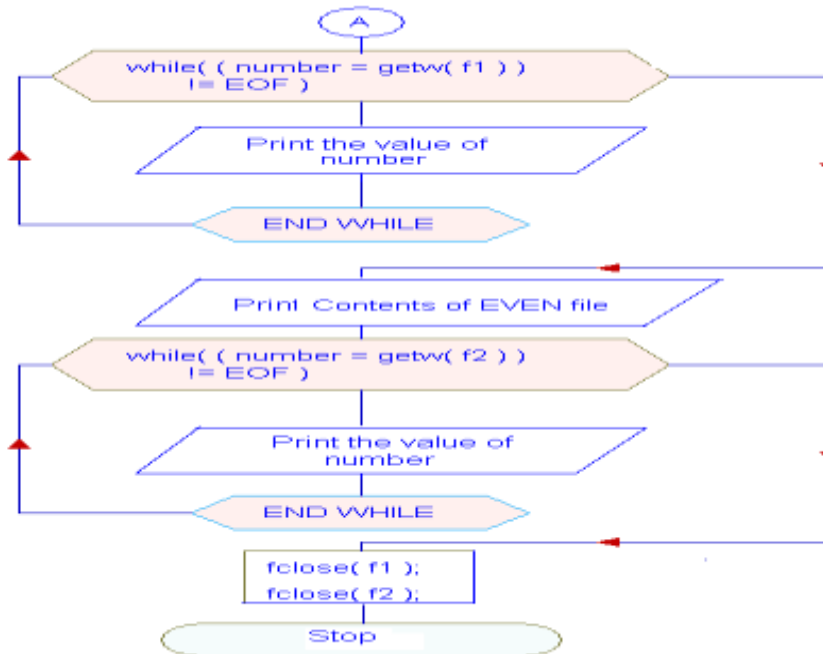 A
while( ( number = getw( f1 ) )
!= EOF )
Print the value of
number
END WHILE
Print Contents of EVEN file
while( ( number = getw( f2 ) )
!= EOF )
Print the value of
number
END WHILE
fclose( f1 );
fclose( f2 );
Stop